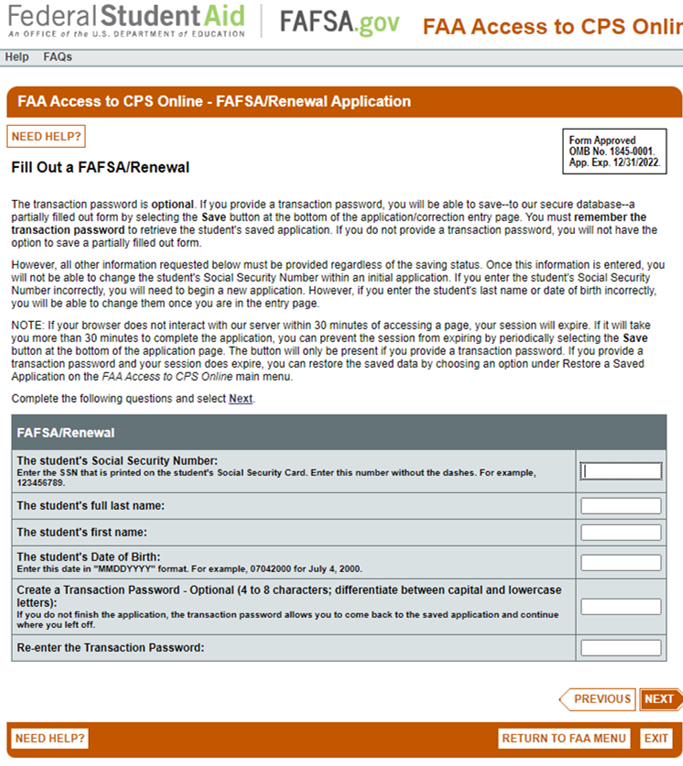 Federal Student Aid
An OFFICE of the U.S. DEPARTMENT of EDUCATION
FAFSA.gov
FAA Access to CPS Onlin
Help FAQs
FAA Access to CPS Online - FAFSA/Renewal Application
NEED HELP?
Form Approved
OMB No. 1845-0001.
App. Exp. 12/31/2022.
Fill Out a FAFSA/Renewal
The transaction password is optional. If you provide a transaction password, you will be able to save--to our secure database--a
partially filled out form by selecting the Save button at the bottom of the application/correction entry page. You must remember the
transaction password to retrieve the student's saved application. If you do not provide a transaction password, you will not have the
option to save a partially filled out form.
However, all other information requested below must be provided regardless of the saving status. Once this information is entered, you
will not be able to change the student's Social Security Number within an initial application. If you enter the student's Social Security
Number incorrectly, you will need to begin a new application. However, if you enter the student's last name or date of birth incorrectly,
you will be able to change them once you are in the entry page.
NOTE: If your browser does not interact with our server within 30 minutes of accessing a page, your session will expire. If it will take
you more than 30 minutes to complete the application, you can prevent the session from expiring by periodically selecting the Save
button at the bottom of the application page. The button will only be present if you provide a transaction password. If you provide a
transaction password and your session does expire, you can restore the saved data by choosing an option under Restore a Saved
Application on the FAA Access to CPS Online main menu.
Complete the following questions and select Next.
FAFSA/Renewal
The student's Social Security Number:
Enter the SSN that is printed on the student's Social Security Card. Enter this number without the dashes. For example,
123456789.
The student's full last name:
The student's first name:
The student's Date of Birth:
Enter this date in "MMDDYYYY" format. For example, 07042000 for July 4, 2000.
Create a Transaction Password - Optional (4 to 8 characters; differentiate between capital and lowercase
letters):
If you do not finish the application, the transaction password allows you to come back to the saved application and continue
where you left off.
Re-enter the Transaction Password:
PREVIOUS NEXT
NEED HELP? RETURN TO FAA MENU EXIT